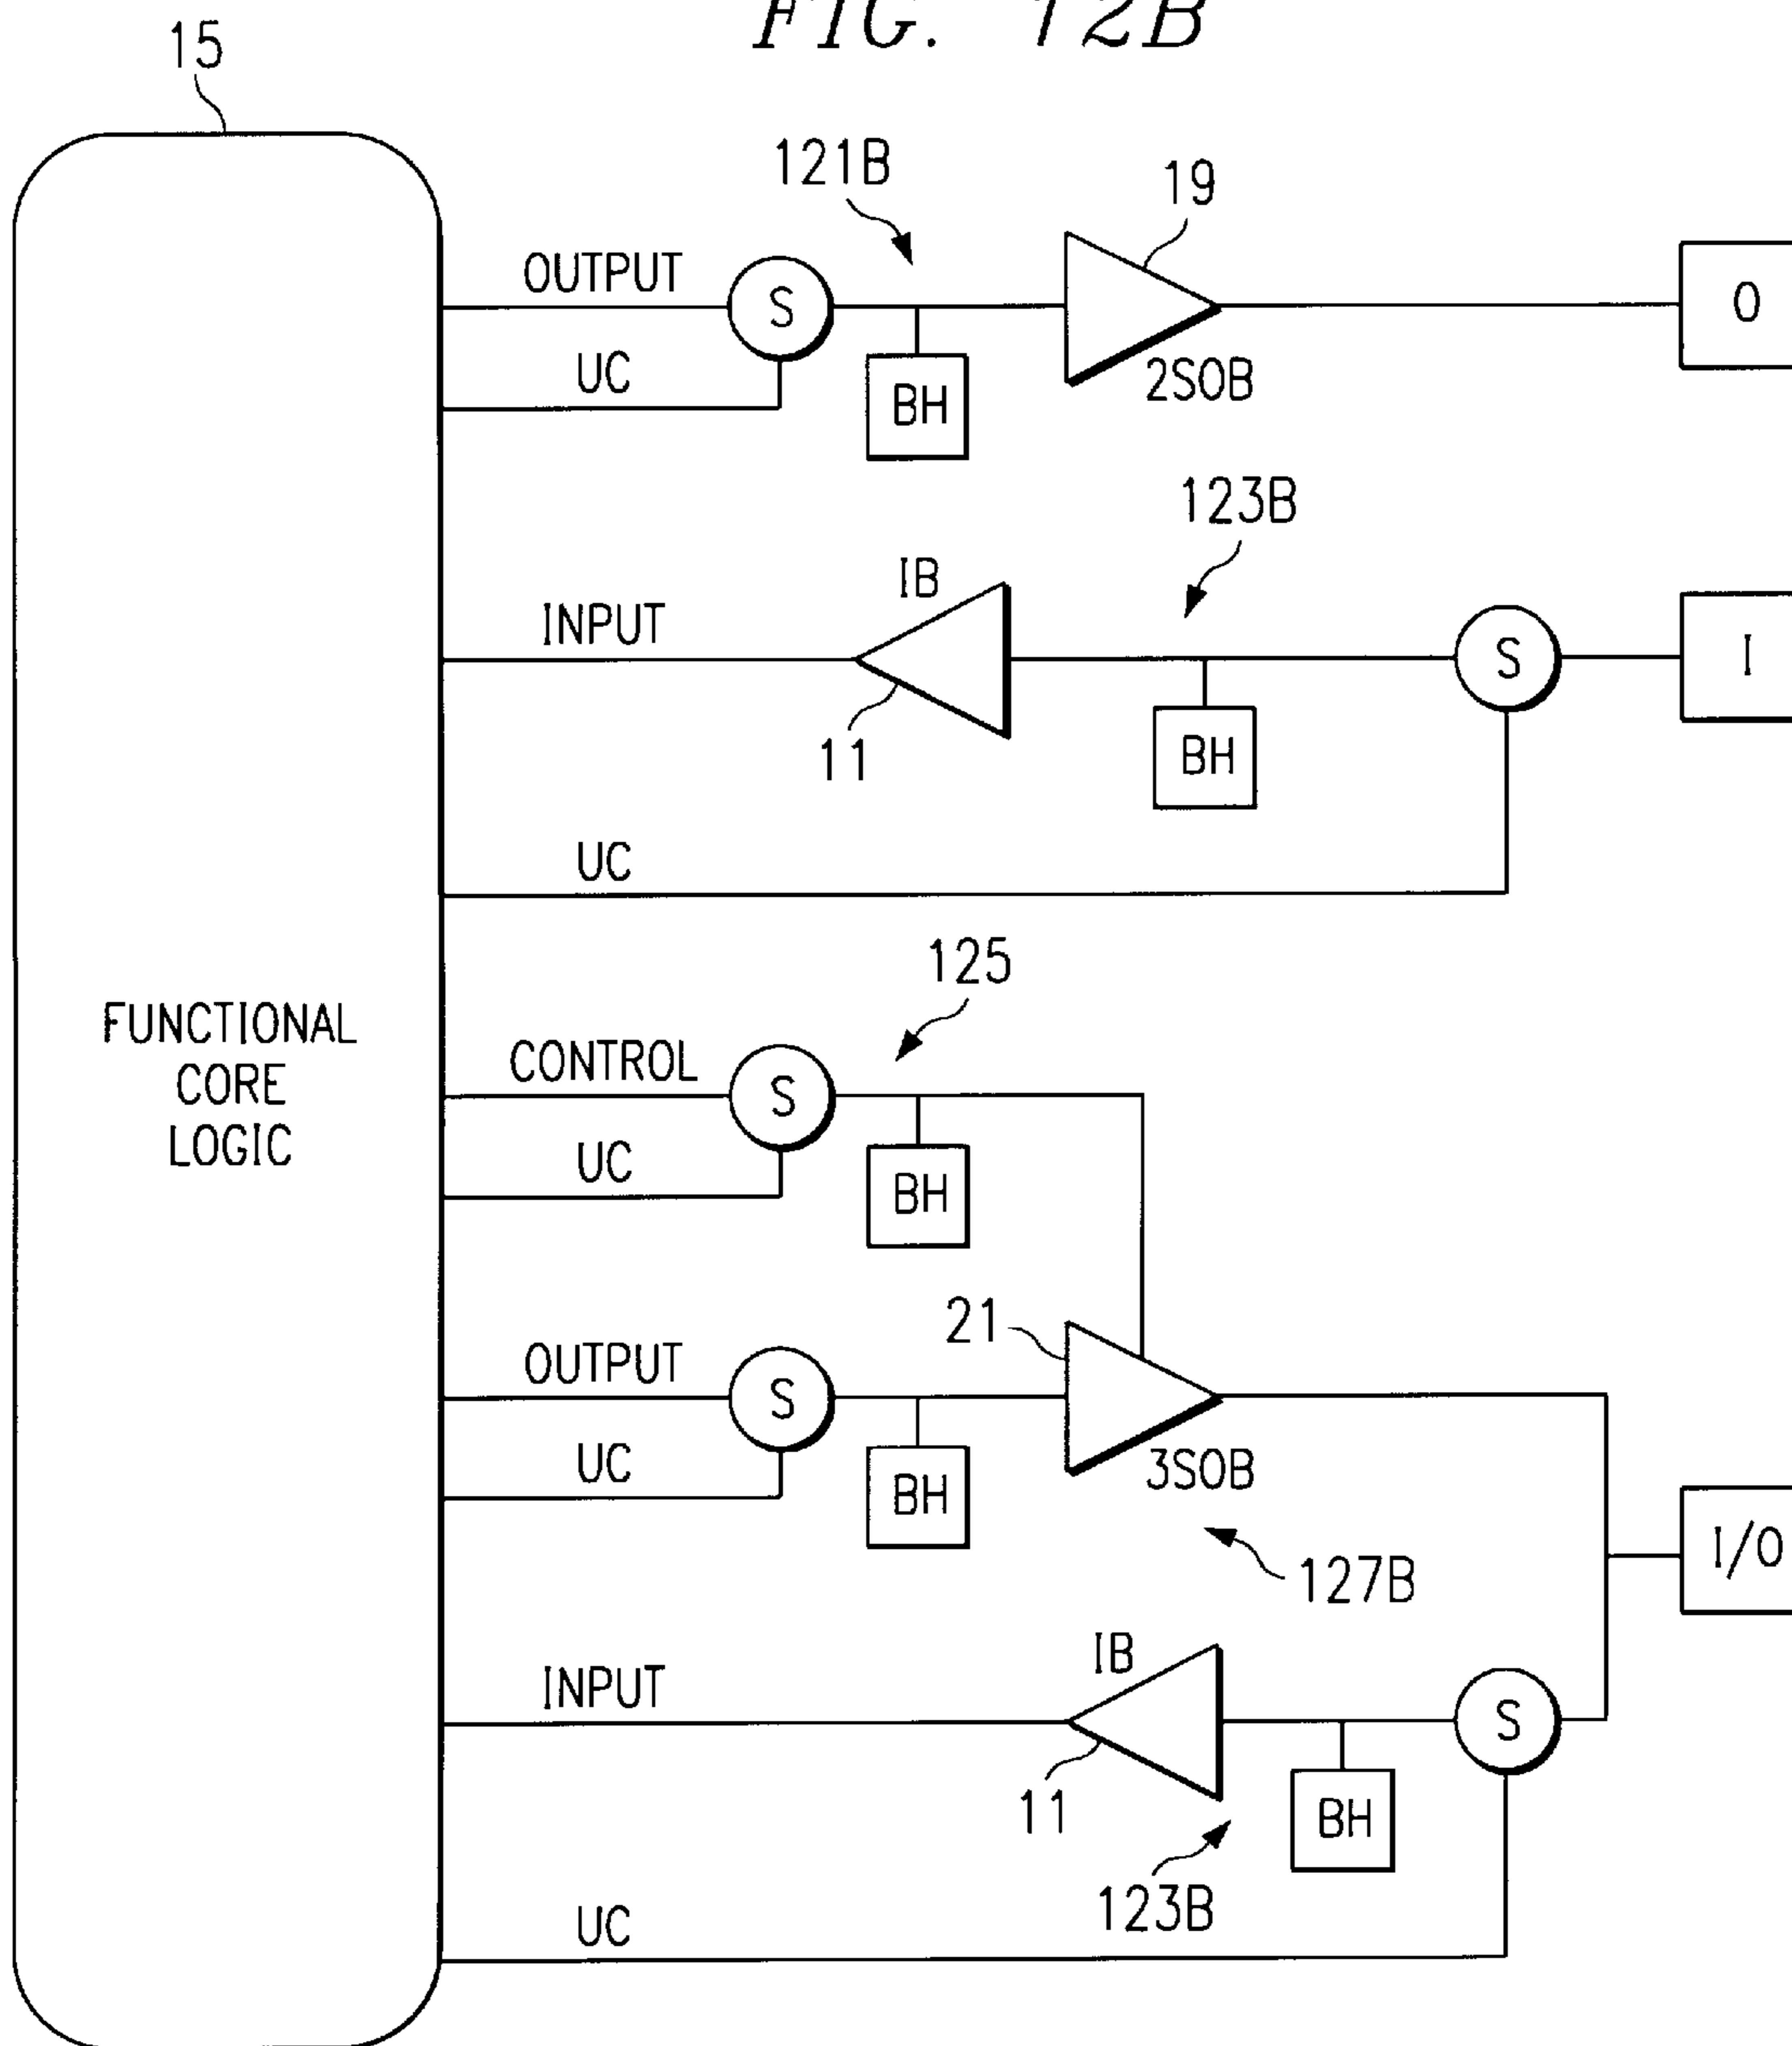 FIG. 12B
15
121B
19
OUTPUT
S
O
UC
BH
2SOB
123B
IB
INPUT
S
I
11
BH
UC
125
FUNCTIONAL
CORE
LOGIC
CONTROL
S
UC
BH
21
OUTPUT
S
UC
BH
3SOB
I/O
127B
IB
INPUT
S
11
BH
123B
UC